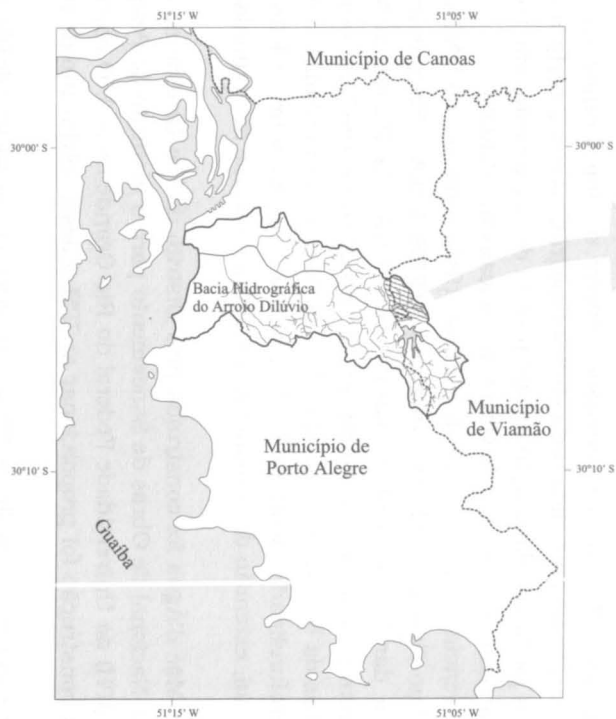 51°15' W
51°05' W
Município de Canoas
30°00' S
30°00' S
Bacia Hidrográfica
do Arroio Dilúvio
Município
de Viamão
Município de
Porto Alegre
30°10' S
30°10' S
Guaíba
51°15' W
51°05' W